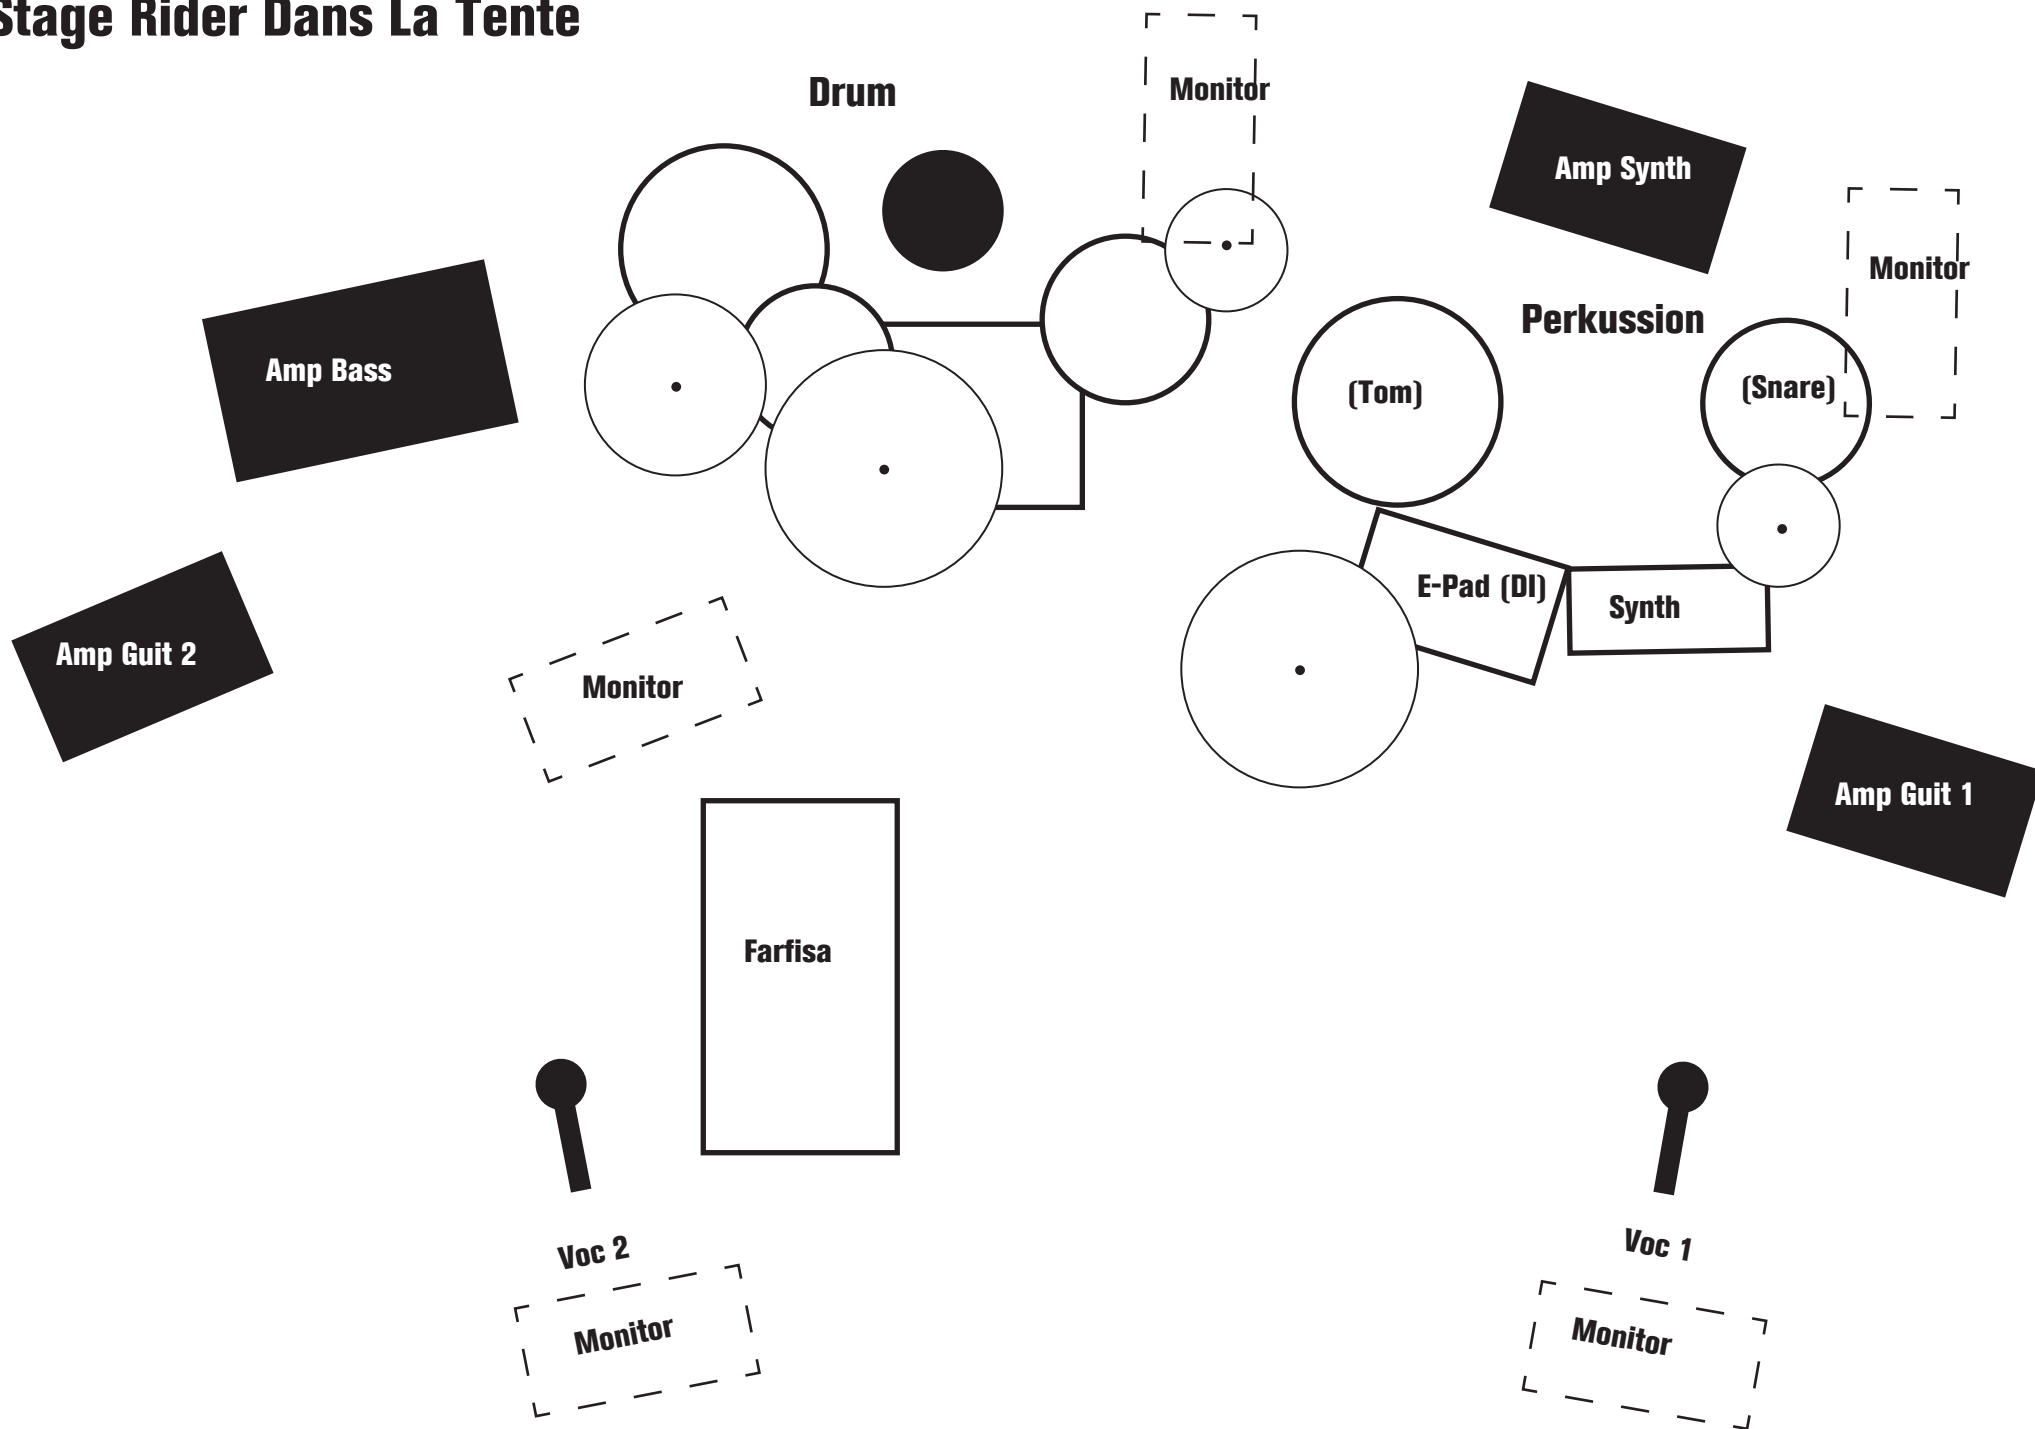 Stage Rider Dans La Tente
Drum
Monitor
Amp Synth
Monitor
Perkussion
Amp Bass
(Tom)
(Snare)
E-Pad (DI)
Synth
Amp Guit 2
Monitor
Amp Guit 1
Farfisa
Voc 2
Voc 1
Monitor
Monitor